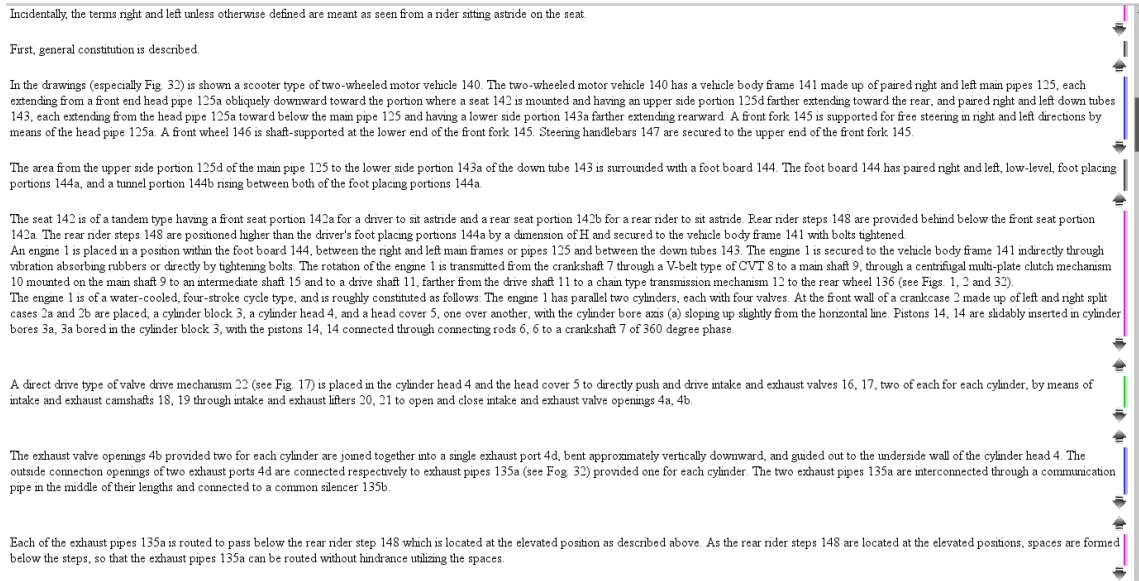 Incidentally, the terms right and left unless otherwise defined are meant as seen from a rider sitting astride on the seat.
First, general constitution is described.
In the drawings (especially Fig. 32) is shown a scooter type of two-wheeled motor vehicle 140. The two-wheeled motor vehicle 140 has a vehicle body frame 141 made up of paired right and left main pipes 125, each
extending from a front end head pipe 125a obliquely downward toward the portion where a seat 142 is mounted and having an upper side portion 125d farther extending toward the rear, and paired right and left down tubes
143, each extending from the head pipe 125a toward below the main pipe 125 and having a lower side portion 143a farther extending rearward. A front fork 145 is supported for free steering in right and left directions by
means of the head pipe 125a. A front wheel 146 is shaft-supported at the lower end of the front fork 145. Steering handlebars 147 are secured to the upper end of the front fork 145.
The area from the upper side portion 125d of the main pipe 125 to the lower side portion 143a of the down tube 143 is surrounded with a foot board 144. The foot board 144 has paired right and left, low-level, foot placing
portions 144a, and a tunnel portion 144b rising between both of the foot placing portions 144a.
The seat 142 is of a tandem type having a front seat portion 142a for a driver to sit astride and a rear seat portion 142b for a rear rider to sit astride. Rear rider steps 148 are provided behind below the front seat portion
142a. The rear rider steps 148 are positioned higher than the driver's foot placing portions 144a by a dimension of H and secured to the vehicle body frame 141 with bolts tightened.
An engine 1 is placed in a position within the foot board 144, between the right and left main frames or pipes 125 and between the down tubes 143. The engine 1 is secured to the vehicle body frame 141 indirectly through
vibration absorbing rubbers or directly by tightening bolts. The rotation of the engine 1 is transmitted from the crankshaft 7 through a V-belt type of CVT 8 to a main shaft 9, through a centrifugal multi-plate clutch mechanism
10 mounted on the main shaft 9 to an intermediate shaft 15 and to a drive shaft 11, farther from the drive shaft 11 to a chain type transmission mechanism 12 to the rear wheel 136 (see Figs. 1, 2 and 32).
The engine 1 is of a water-cooled, four-stroke cycle type, and is roughly constituted as follows: The engine 1 has parallel two cylinders, each with four valves. At the front wall of a crankcase 2 made up of left and right split
cases 2a and 2b are placed; a cylinder block 3, a cylinder head 4, and a head cover 5, one over another, with the cylinder bore axis (a) sloping up slightly from the horizontal line. Pistons 14, 14 are slidably inserted in cylinder
bores 3a, 3a bored in the cylinder block 3, with the pistons 14, 14 connected through connecting rods 6, 6 to a crankshaft 7 of 360 degree phase.
A direct drive type of valve drive mechanism 22 (see Fig. 17) is placed in the cylinder head 4 and the head cover 5 to directly push and drive intake and exhaust valves 16, 17, two of each for each cylinder, by means of
intake and exhaust camshafts 18, 19 through intake and exhaust lifters 20, 21 to open and close intake and exhaust valve openings 4a, 4b.
The exhaust valve openings 4b provided two for each cylinder are joined together into a single exhaust port 4d, bent approximately vertically downward, and guided out to the underside wall of the cylinder head 4. The
outside connection openings of two exhaust ports 4d are connected respectively to exhaust pipes 135a (see Fog. 32) provided one for each cylinder. The two exhaust pipes 135a are interconnected through a communication
pipe in the middle of their lengths and connected to a common silencer 135b.
Each of the exhaust pipes 135a is routed to pass below the rear rider step 148 which is located at the elevated position as described above. As the rear rider steps 148 are located at the elevated positions, spaces are formed
below the steps, so that the exhaust pipes 135a can be routed without hindrance utilizing the spaces.